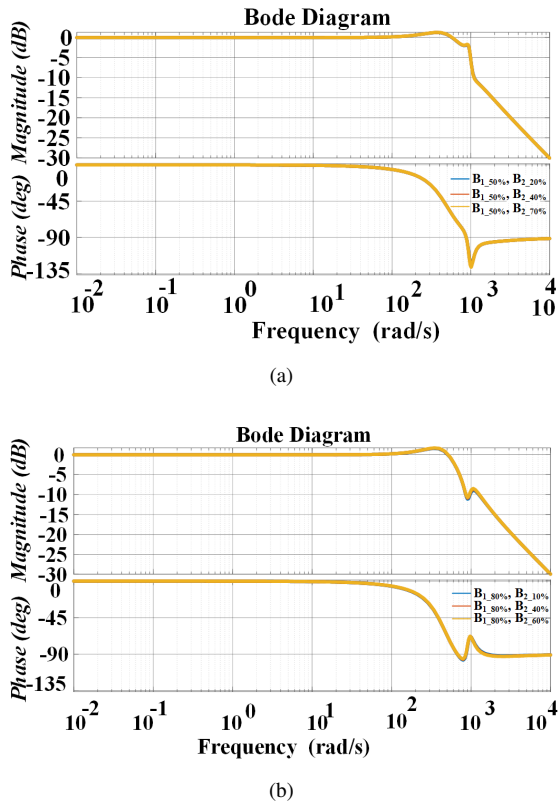 Bode Diagram
Magnitude (dB)
0
-5
-10
-15
-20
-25
-30
Phase (deg)
0
-45
-90
-135
B1_50%, B2_20%
B1_50%, B2_40%
B1_50%, B2_70%
10^-2 10^-1 10^0 10^1 10^2 10^3 10^4
Frequency (rad/s)
(a)
Bode Diagram
Magnitude (dB)
0
-5
-10
-15
-20
-25
-30
Phase (deg)
0
-45
-90
-135
B1_80%, B2_10%
B1_80%, B2_40%
B1_80%, B2_60%
10^-2 10^-1 10^0 10^1 10^2 10^3 10^4
Frequency (rad/s)
(b)